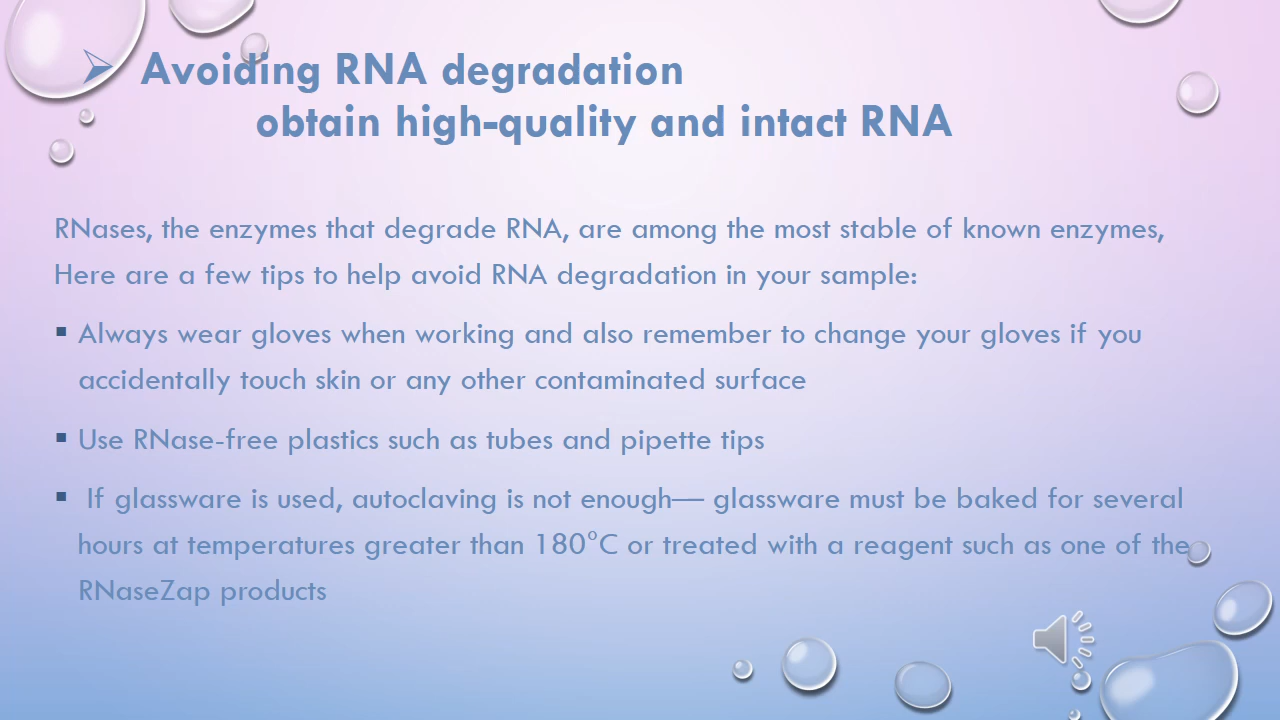 ➢ Avoiding RNA degradation
obtain high-quality and intact RNA
RNases, the enzymes that degrade RNA, are among the most stable of known enzymes,
Here are a few tips to help avoid RNA degradation in your sample:
▪ Always wear gloves when working and also remember to change your gloves if you
accidentally touch skin or any other contaminated surface
▪ Use RNase-free plastics such as tubes and pipette tips
▪ If glassware is used, autoclaving is not enough— glassware must be baked for several
hours at temperatures greater than 180°C or treated with a reagent such as one of the
RNaseZap products